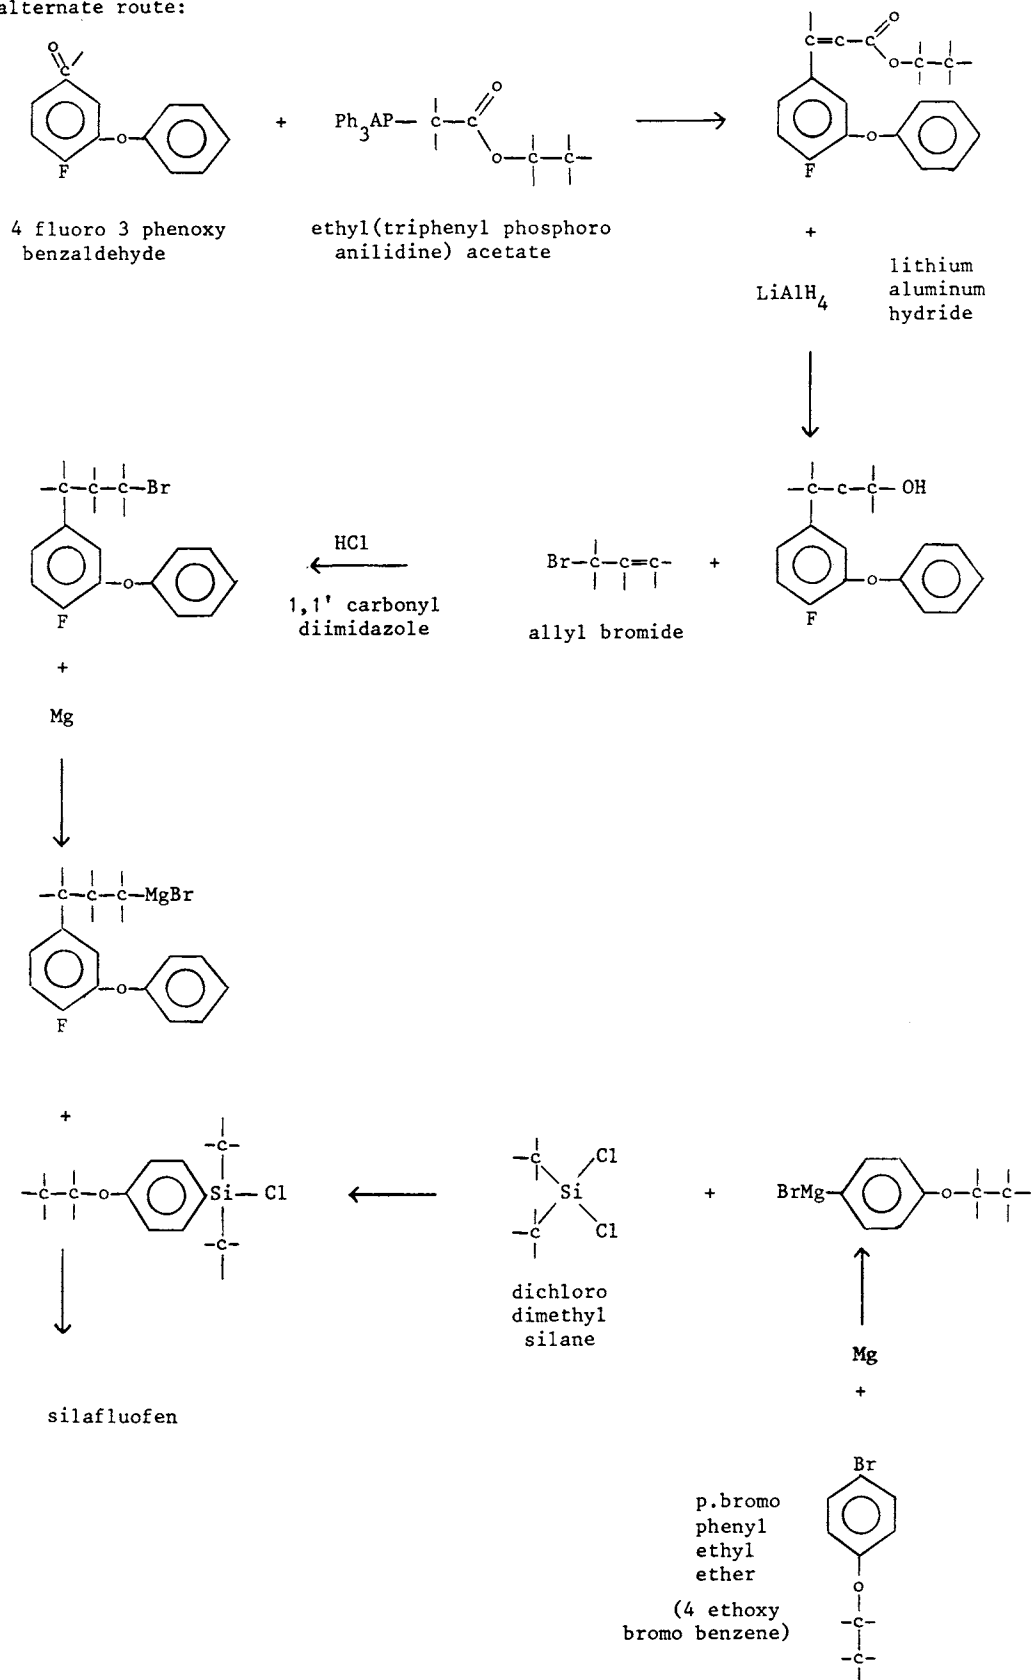 alternate route:
4 fluoro 3 phenoxy
benzaldehyde
+
Ph3AP
ethyl(triphenyl phosphoro
anilidine) acetate
+
LiAlH4
lithium
aluminum
hydride
OH
F
+
Br
allyl bromide
HCl
1,1' carbonyl
diimidazole
Br
F
+
Mg
MgBr
F
+
Si—Cl
Cl
Si
Cl
dichloro
dimethyl
silane
+
BrMg
Mg
+
Br
p.bromo
phenyl
ethyl
ether
(4 ethoxy
bromo benzene)
silafluofen